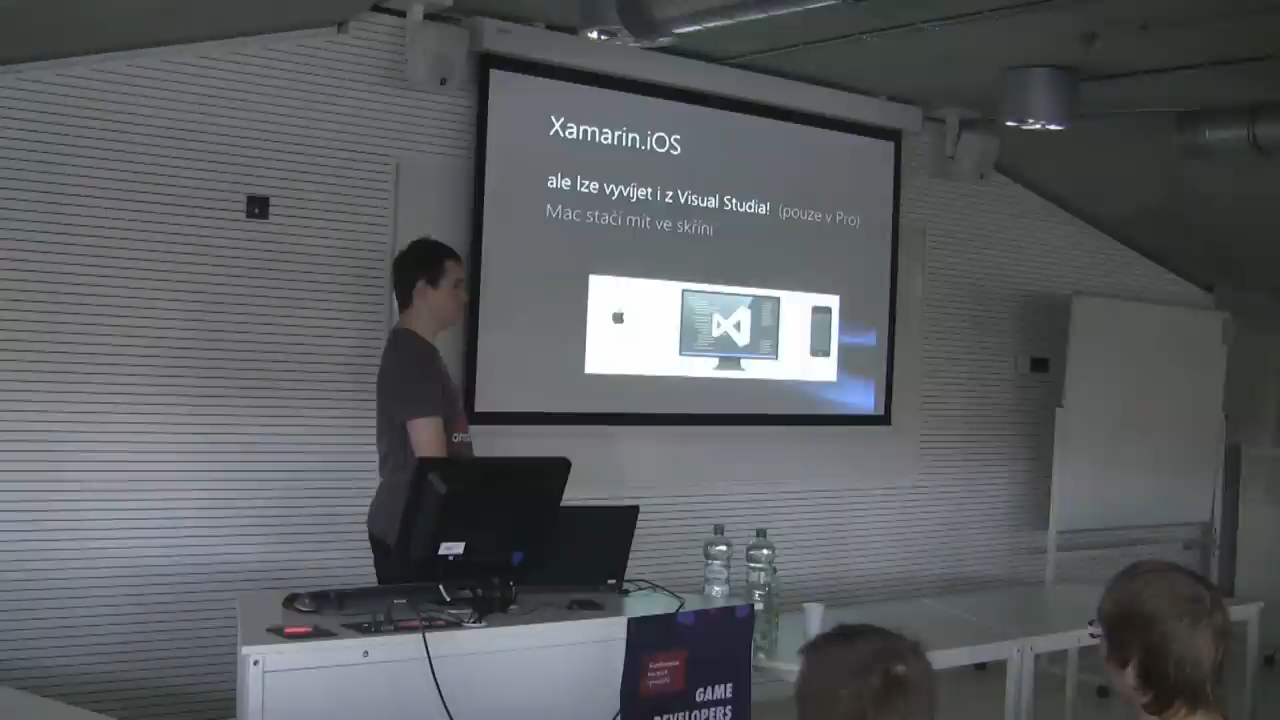 Xamarin.iOS
ale lze vyvíjet i z Visual Studia! (pouze v Pro)
Mac stačí mít ve skříni
GAME
DEVELOPERS